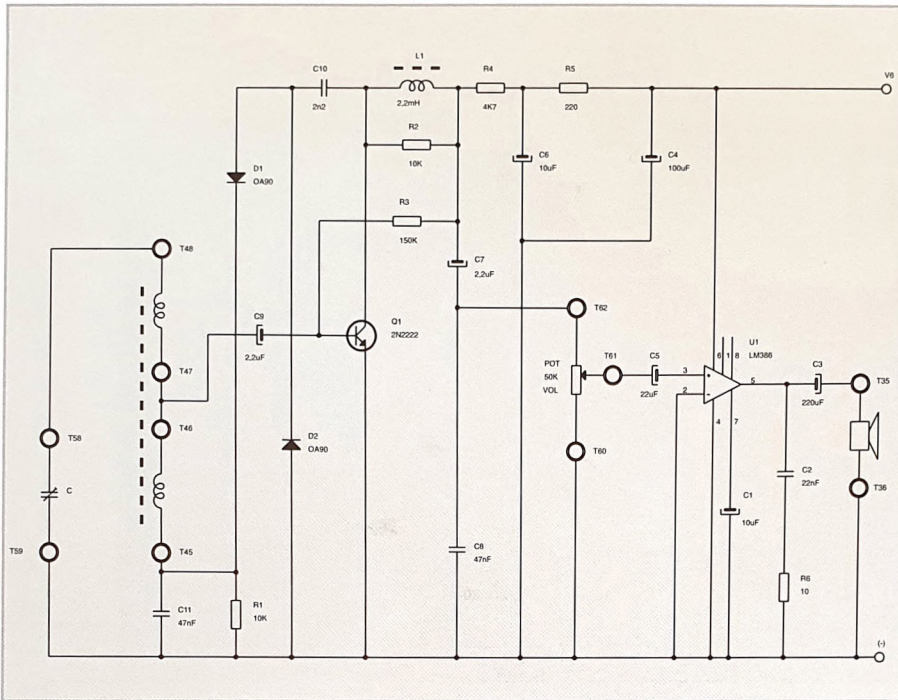 L1
2,2mH
C10
2n2
R4
4K7
R5
220
V6
R2
10K
C6
10uF
C4
100uF
D1
OA90
R3
150K
T48
C7
2,2uF
T62
C9
2,2uF
Q1
2N2222
POT
50K
VOL
T61
C5
22uF
3
2
6
1
8
U1
LM386
5
4
7
C3
220uF
T35
T47
T46
T58
C
D2
OA90
T60
C2
22nF
T36
C1
10uF
T59
T45
C8
47nF
C11
47nF
R1
10K
R6
10
(-)